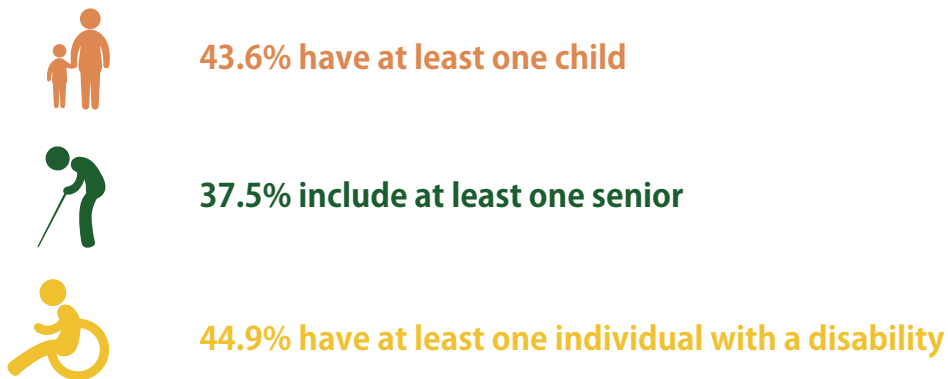 43.6% have at least one child
37.5% include at least one senior
44.9% have at least one individual with a disability